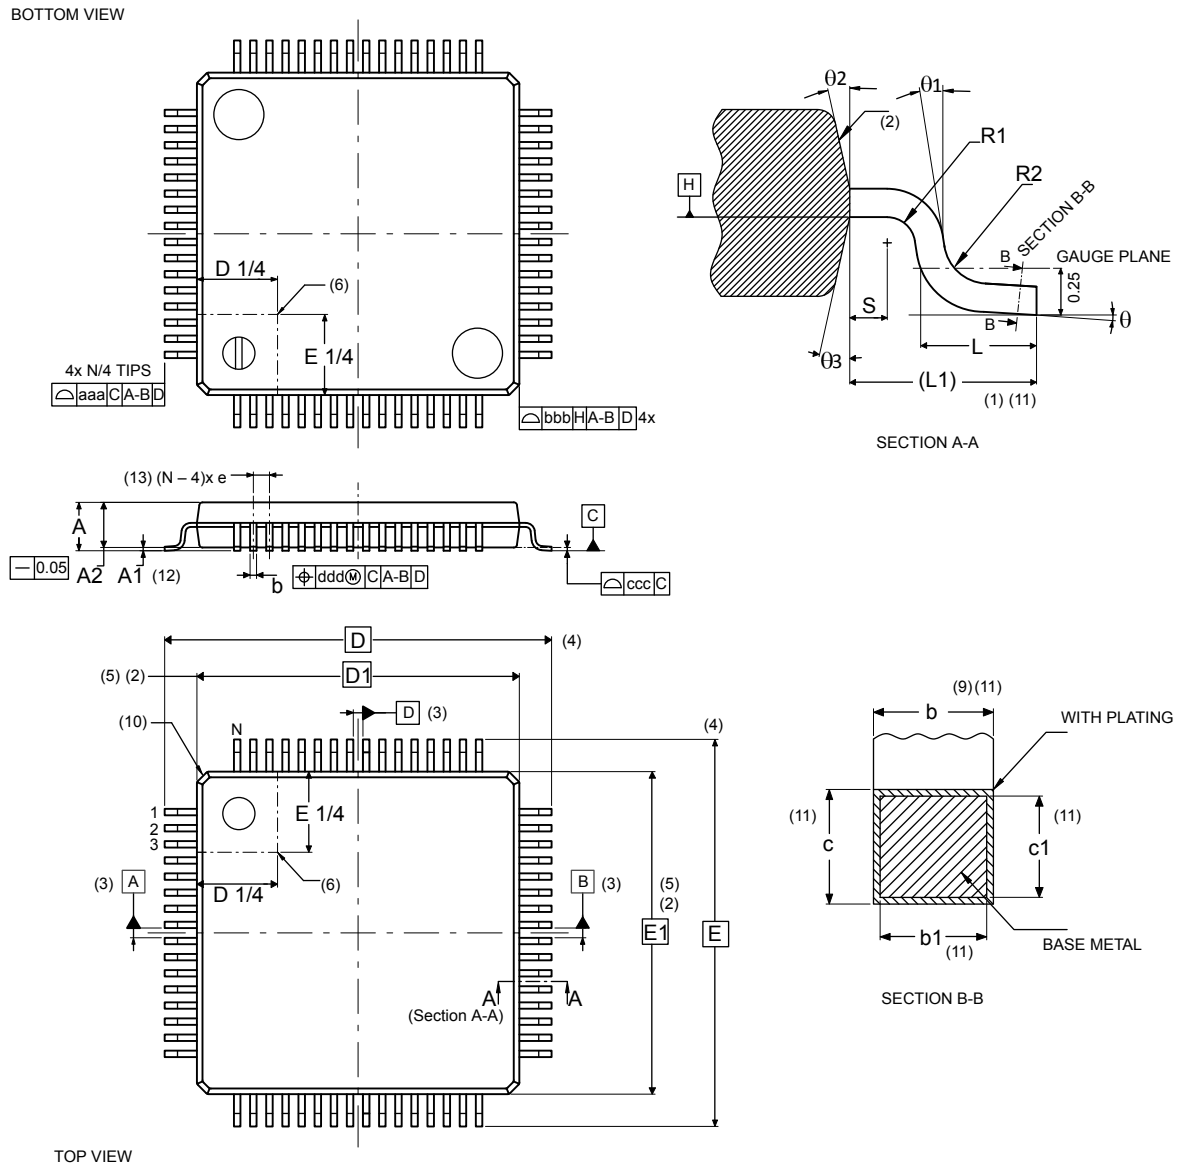 BOTTOM VIEW
θ2
θ1
(2)
R1
R2
H
SECTION B-B
B
GAUGE PLANE
D 1/4
(6)
0.25
S
B
θ
E 1/4
L
θ3
4x N/4 TIPS
aaa C A-B D
(L1)
(1) (11)
bbb H A-B D 4x
SECTION A-A
(13) (N – 4)x e
A
C
0.05
A2 A1 (12)
b
ddd Ⓜ C A-B D
ccc C
D
(4)
(5) (2)
D1
(9) (11)
(10)
N
D (3)
(4)
b
WITH PLATING
1
2
3
E 1/4
(11)
(11)
c
c1
(3) A
D 1/4
(6)
B (3)
(5)
(2)
E1
E
b1
(11)
BASE METAL
A A
(Section A-A)
SECTION B-B
TOP VIEW